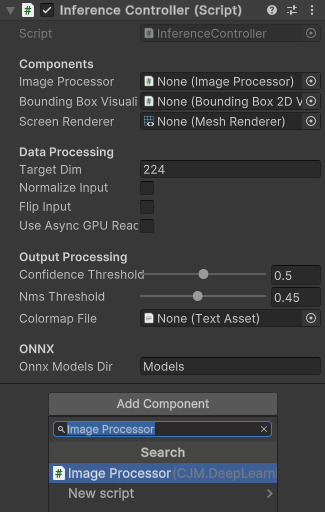 Inference Controller (Script)
Script InferenceController
Components
Image Processor None (Image Processor)
Bounding Box Visuali None (Bounding Box 2D V
Screen Renderer None (Mesh Renderer)
Data Processing
Target Dim 224
Normalize Input
Flip Input
Use Async GPU Reac
Output Processing
Confidence Threshold 0.5
Nms Threshold 0.45
Colormap File None (Text Asset)
ONNX
Onnx Models Dir Models
Add Component
Image Processor
Search
Image Processor (CJM.DeepLearn
New script